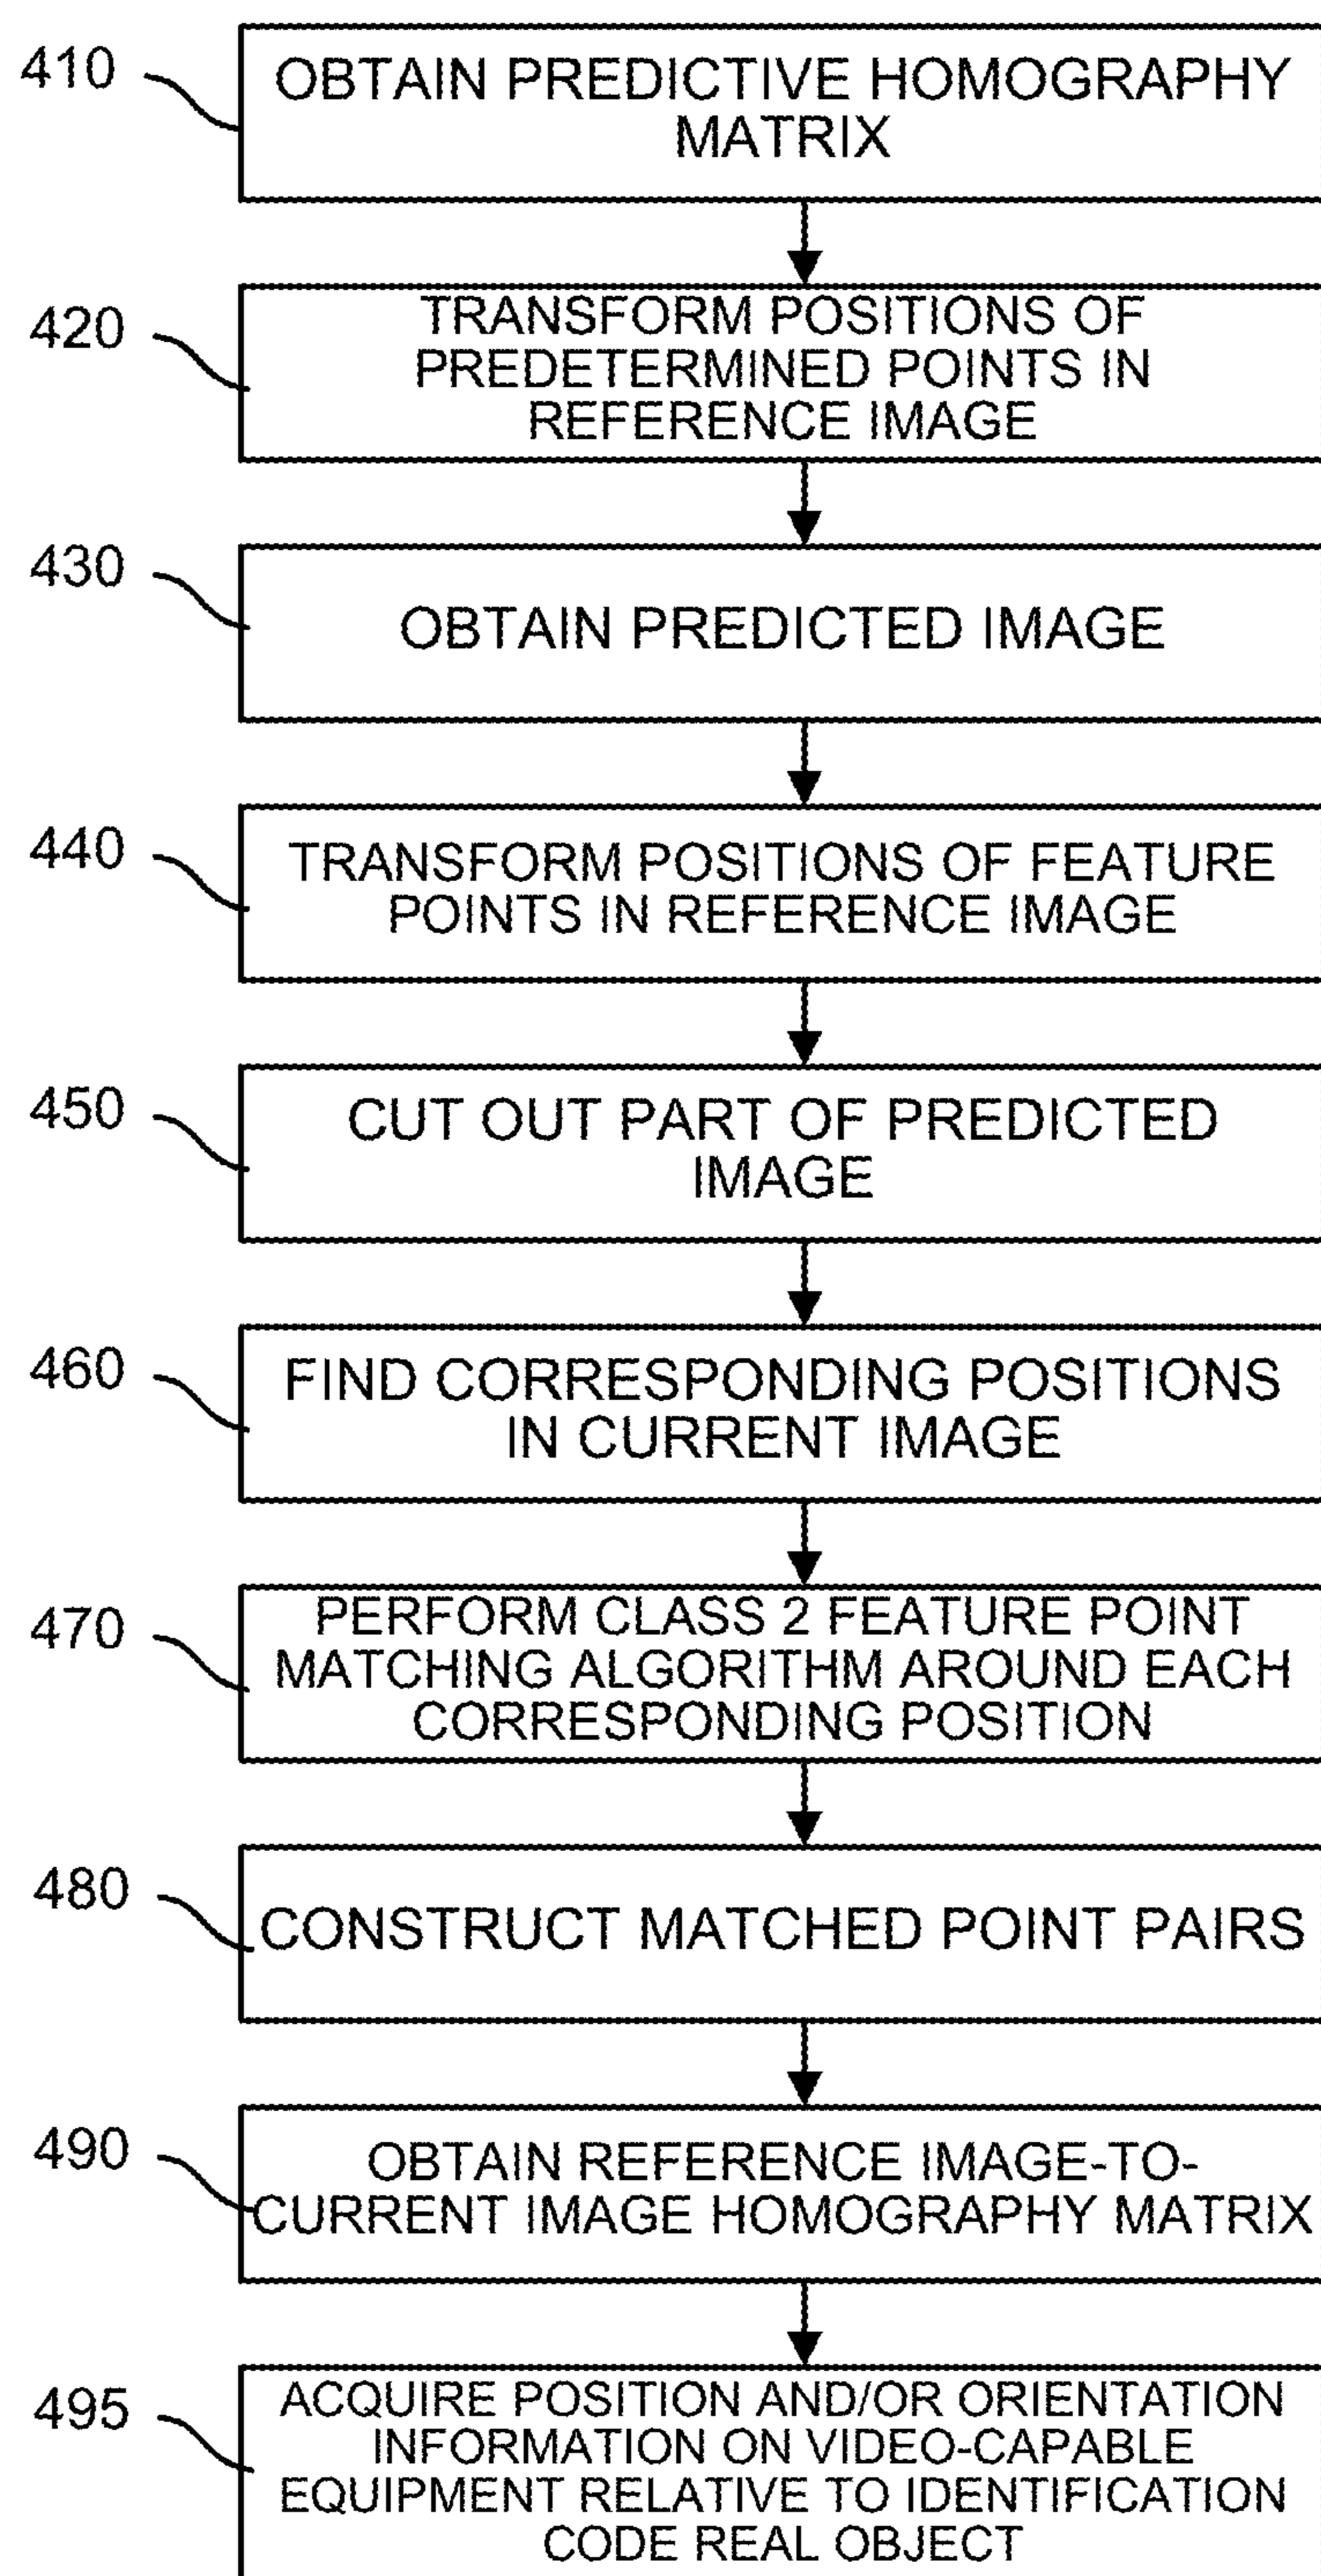 410
OBTAIN PREDICTIVE HOMOGRAPHY
MATRIX
420
TRANSFORM POSITIONS OF
PREDETERMINED POINTS IN
REFERENCE IMAGE
430
OBTAIN PREDICTED IMAGE
440
TRANSFORM POSITIONS OF FEATURE
POINTS IN REFERENCE IMAGE
450
CUT OUT PART OF PREDICTED
IMAGE
460
FIND CORRESPONDING POSITIONS
IN CURRENT IMAGE
470
PERFORM CLASS 2 FEATURE POINT
MATCHING ALGORITHM AROUND EACH
CORRESPONDING POSITION
480
CONSTRUCT MATCHED POINT PAIRS
490
OBTAIN REFERENCE IMAGE-TO-
CURRENT IMAGE HOMOGRAPHY MATRIX
495
ACQUIRE POSITION AND/OR ORIENTATION
INFORMATION ON VIDEO-CAPABLE
EQUIPMENT RELATIVE TO IDENTIFICATION
CODE REAL OBJECT